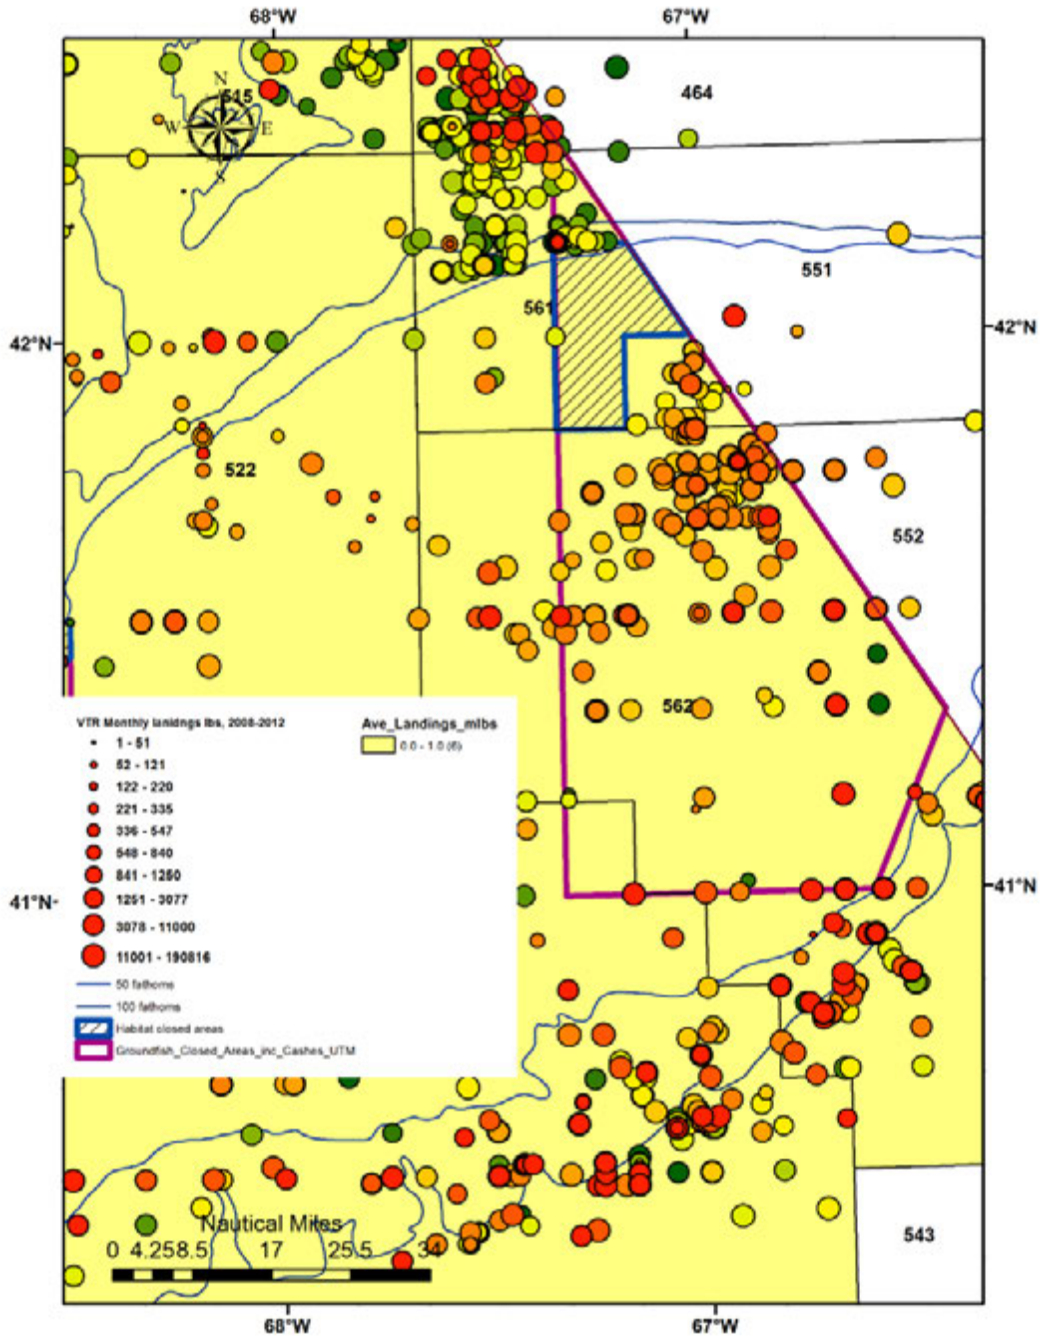 68°W 67°W
464
N
515
W E
S
551
561
42°N 42°N
522
552
562
VTR Monthly lanidngs lbs, 2008-2012
1 - 51
52 - 121
122 - 220
221 - 335
336 - 547
548 - 840
841 - 1250
1251 - 3077
3078 - 11000
11001 - 190816
50 fathoms
100 fathoms
Habitat closed areas
Groundfish_Closed_Areas_inc_Cashes_UTM
Ave_Landings_mlbs
0.0 - 1.0 (6)
41°N 41°N
543
Nautical Miles
0 4.25 8.5 17 25.5 34
68°W 67°W